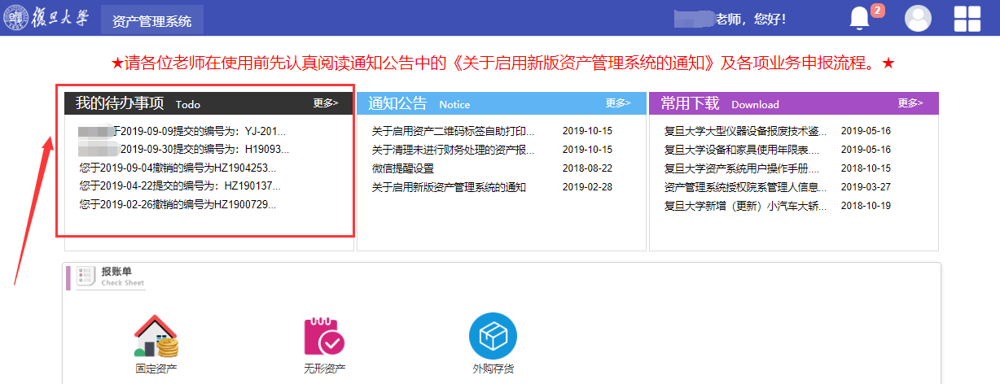 復旦大學 资产管理系统 老师，您好！ 2
★请各位老师在使用前先认真阅读通知公告中的《关于启用新版资产管理系统的通知》及各项业务申报流程。★
我的待办事项 Todo 更多>
于2019-09-09提交的编号为：YJ-201...
2019-09-30提交的编号为：H19093...
您于2019-09-04撤销的编号为HZ1904253...
您于2019-04-22提交的编号为：HZ190137...
您于2019-02-26撤销的编号为HZ1900729...
通知公告 Notice 更多>
关于启用资产二维码标签自助打印... 2019-10-15
关于清理未进行财务处理的资产报... 2019-10-15
微信提醒设置 2018-08-22
关于启用新版资产管理系统的通知 2019-02-28
常用下载 Download 更多>
复旦大学大型仪器设备报废技术鉴... 2019-05-16
复旦大学设备和家具使用年限表.... 2019-05-16
复旦大学资产系统用户操作手册.... 2018-10-15
资产管理系统授权院系管理人信息... 2019-03-27
复旦大学新增（更新）小汽车大轿... 2018-10-19
报账单
Check Sheet
固定资产 无形资产 外购存货